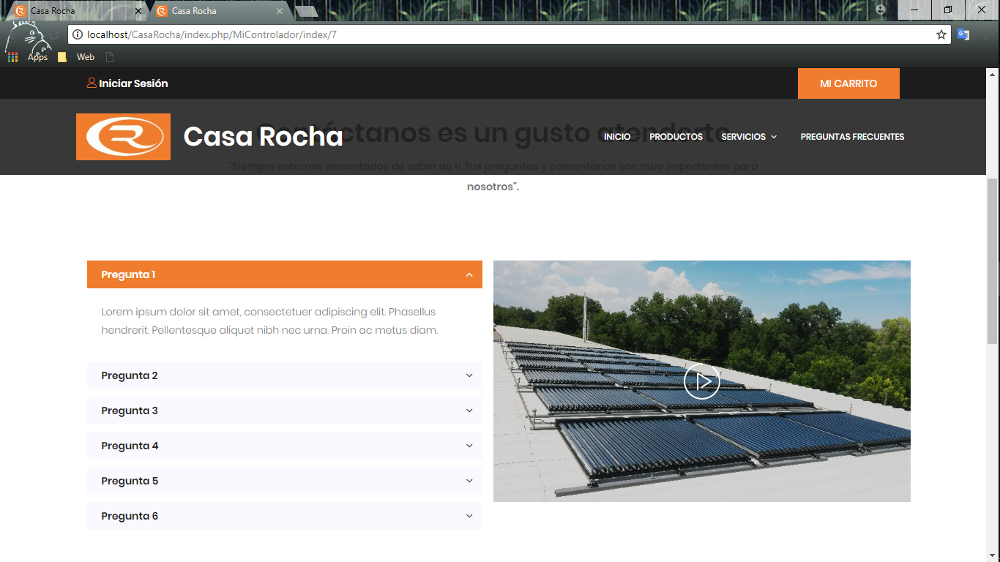 Casa Rocha
Casa Rocha
localhost/CasaRocha/index.php/MiControlador/index/7
Apps
Web
Iniciar Sesión
MI CARRITO
Contáctanos es un gusto atenderte
Casa Rocha
INICIO
PRODUCTOS
SERVICIOS
PREGUNTAS FRECUENTES
"Siempre estamos encantados de saber de ti, tus preguntas y comentarios son muy importantes para
nosotros".
Pregunta 1
Lorem ipsum dolor sit amet, consectetuer adipiscing elit. Phasellus
hendrerit. Pellentesque aliquet nibh nec urna. Proin ac metus diam.
Pregunta 2
Pregunta 3
Pregunta 4
Pregunta 5
Pregunta 6